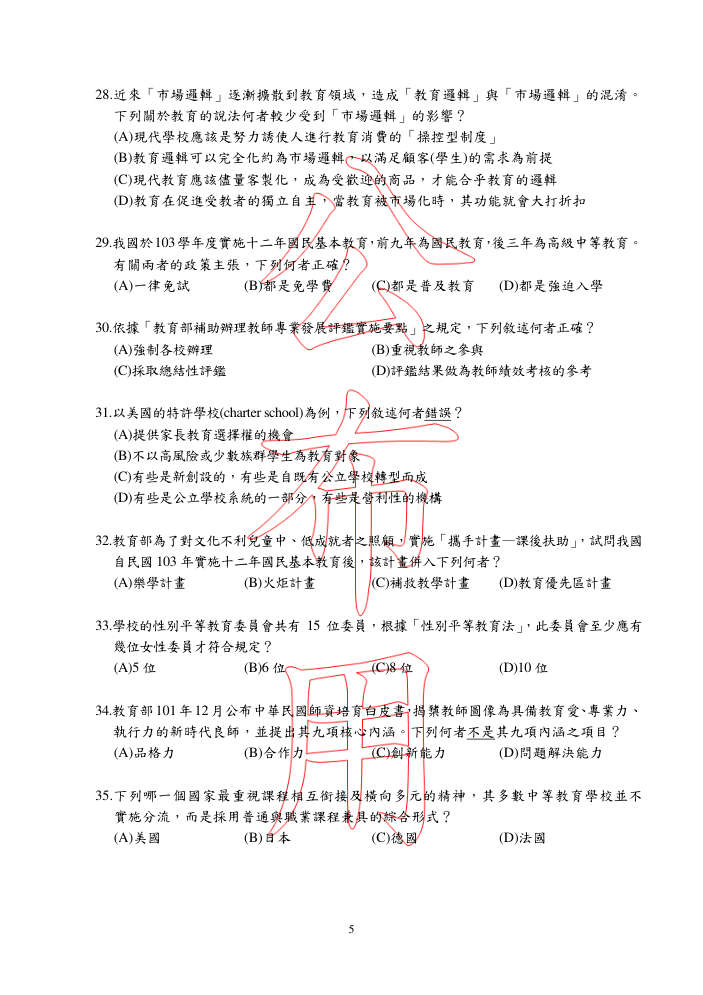 28.近來「市場邏輯」逐漸擴散到教育領域，造成「教育邏輯」與「市場邏輯」的混淆。
下列關於教育的說法何者較少受到「市場邏輯」的影響？
(A)現代學校應該是努力誘使人進行教育消費的「操控型制度」
(B)教育邏輯可以完全化約為市場邏輯，以滿足顧客(學生)的需求為前提
(C)現代教育應該儘量客製化，成為受歡迎的商品，才能合乎教育的邏輯
(D)教育在促進受教者的獨立自主，當教育被市場化時，其功能就會大打折扣
29.我國於103學年度實施十二年國民基本教育，前九年為國民教育，後三年為高級中等教育。
有關兩者的政策主張，下列何者正確？
(A)一律免試 (B)都是免學費 (C)都是普及教育 (D)都是強迫入學
30.依據「教育部補助辦理教師專業發展評鑑實施要點」之規定，下列敘述何者正確？
(A)強制各校辦理 (B)重視教師之參與
(C)採取總結性評鑑 (D)評鑑結果做為教師績效考核的參考
31.以美國的特許學校(charter school)為例，下列敘述何者錯誤？
(A)提供家長教育選擇權的機會
(B)不以高風險或少數族群學生為教育對象
(C)有些是新創設的，有些是自既有公立學校轉型而成
(D)有些是公立學校系統的一部分，有些是營利性的機構
32.教育部為了對文化不利兒童中、低成就者之照顧，實施「攜手計畫—課後扶助」，試問我國
自民國 103 年實施十二年國民基本教育後，該計畫併入下列何者？
(A)樂學計畫 (B)火炬計畫 (C)補救教學計畫 (D)教育優先區計畫
33.學校的性別平等教育委員會共有 15 位委員，根據「性別平等教育法」，此委員會至少應有
幾位女性委員才符合規定？
(A)5 位 (B)6 位 (C)8 位 (D)10 位
34.教育部 101 年 12 月公布中華民國師資培育白皮書，揭櫫教師圖像為具備教育愛、專業力、
執行力的新時代良師，並提出其九項核心內涵。下列何者不是其九項內涵之項目？
(A)品格力 (B)合作力 (C)創新能力 (D)問題解決能力
35.下列哪一個國家最重視課程相互銜接及橫向多元的精神，其多數中等教育學校並不
實施分流，而是採用普通與職業課程兼具的綜合形式？
(A)美國 (B)日本 (C)德國 (D)法國
公布用
5